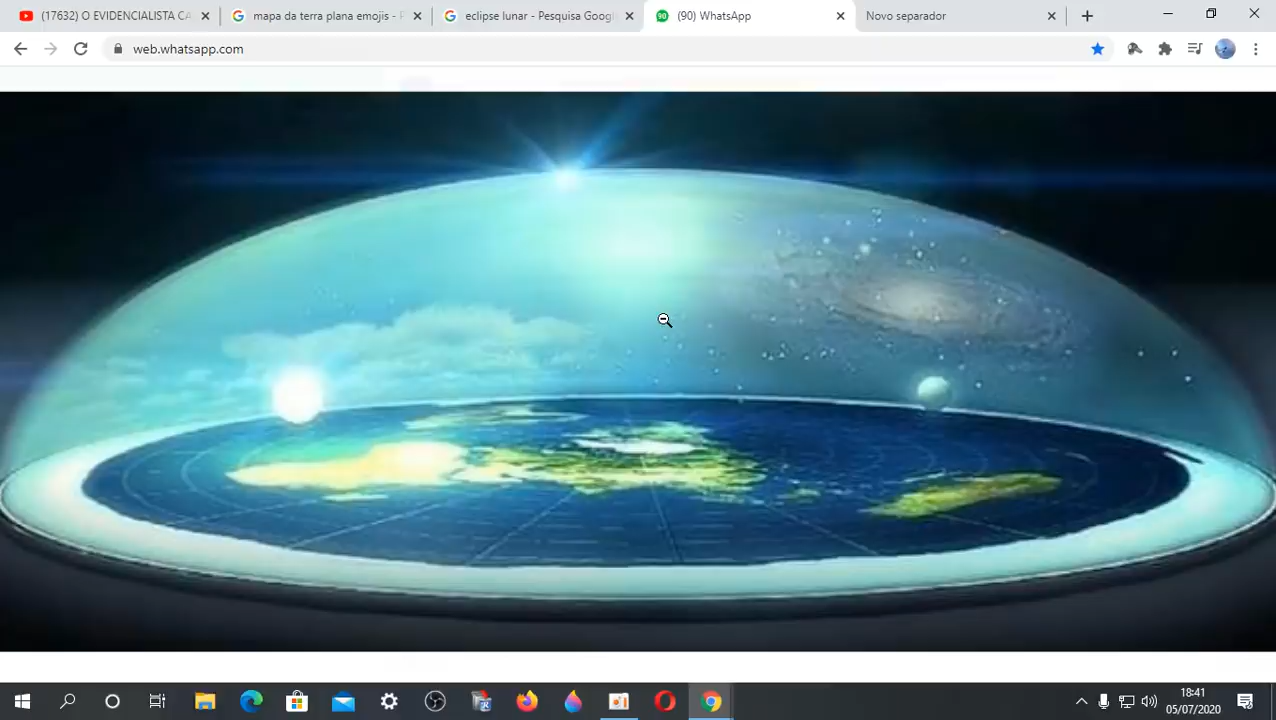 (17632) O EVIDENCIALISTA CA
mapa da terra plana emojis - P
eclipse lunar - Pesquisa Googl
(90) WhatsApp
Novo separador
web.whatsapp.com
18:41
05/07/2020